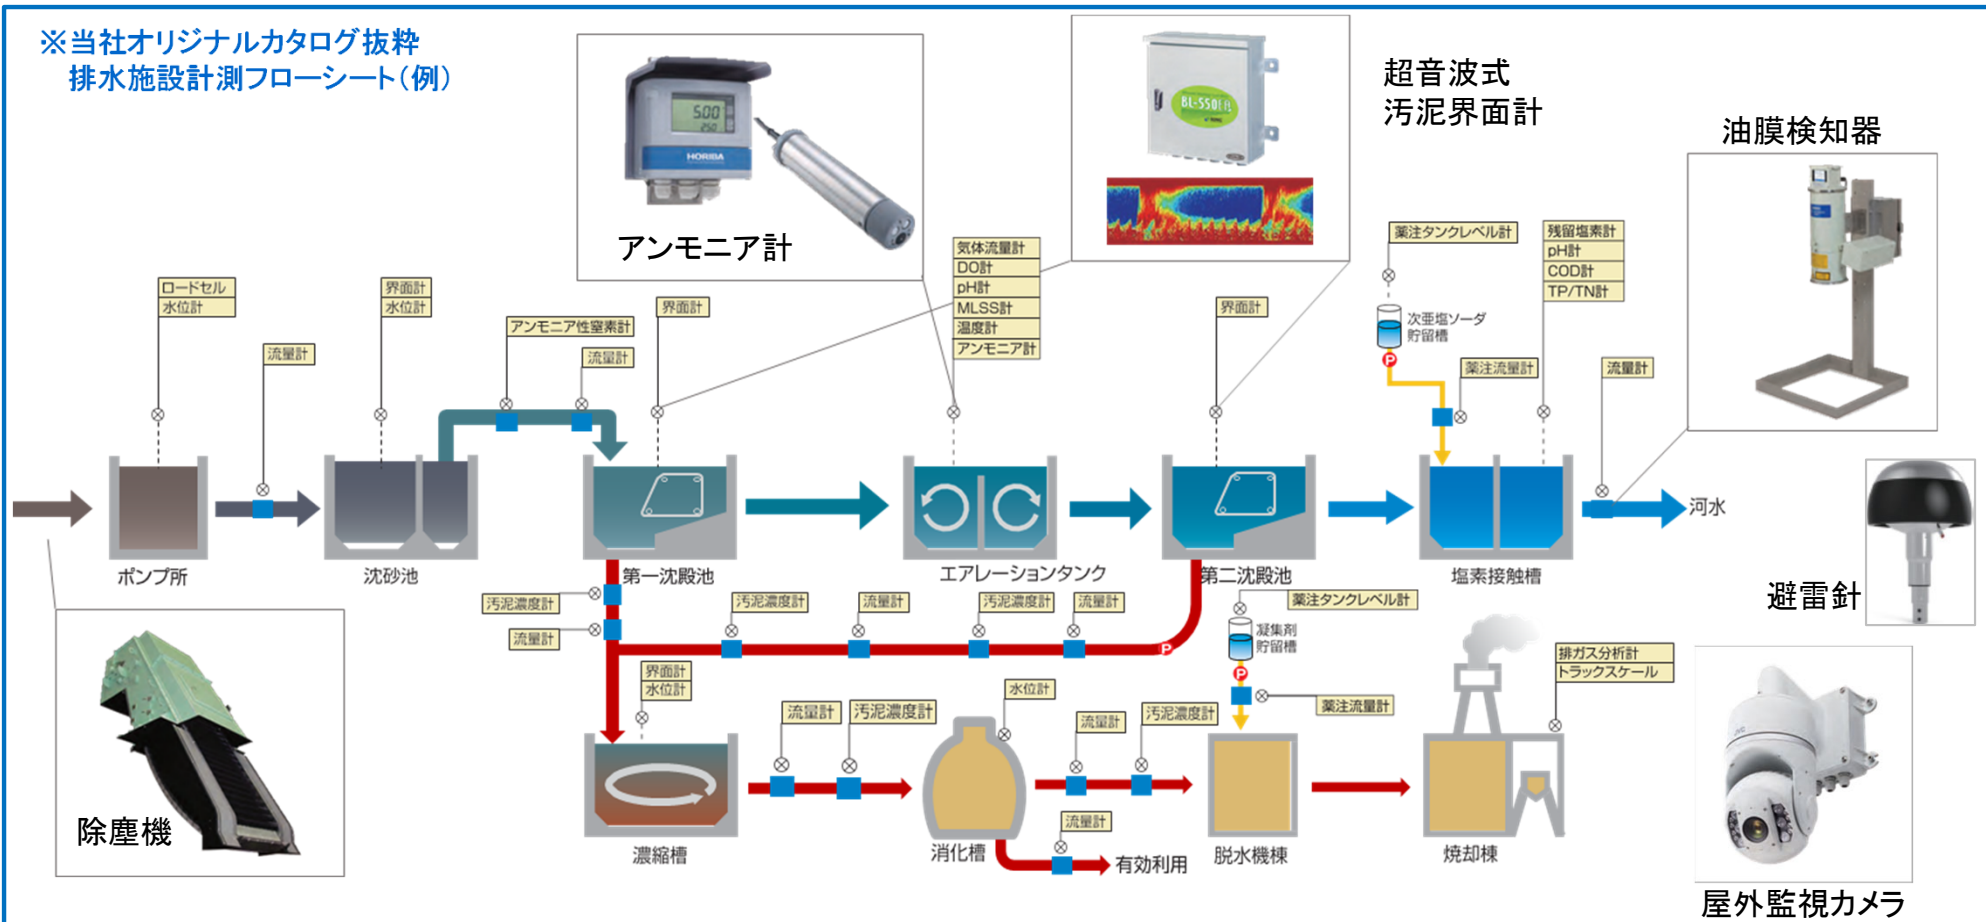 ※当社オリジナルカタログ抜粋
排水施設計測フローシート(例)
5.00
250
HORIBA
アンモニア計
超音波式
汚泥界面計
油膜検知器
ロードセル
水位計
流量計
界面計
水位計
アンモニア性窒素計
流量計
界面計
気体流量計
DO計
pH計
MLSS計
温度計
アンモニア計
界面計
薬注タンクレベル計
次亜塩ソーダ
貯留槽
P
薬注流量計
残留塩素計
pH計
COD計
TP/TN計
流量計
河水
ポンプ所
沈砂池
第一沈殿池
エアレーションタンク
第二沈殿池
塩素接触槽
避雷針
汚泥濃度計
流量計
汚泥濃度計
流量計
汚泥濃度計
流量計
P
薬注タンクレベル計
凝集剤
貯留槽
P
薬注流量計
排ガス分析計
トラックスケール
界面計
水位計
流量計
汚泥濃度計
水位計
流量計
汚泥濃度計
流量計
除塵機
濃縮槽
消化槽
有効利用
脱水機棟
焼却棟
屋外監視カメラ